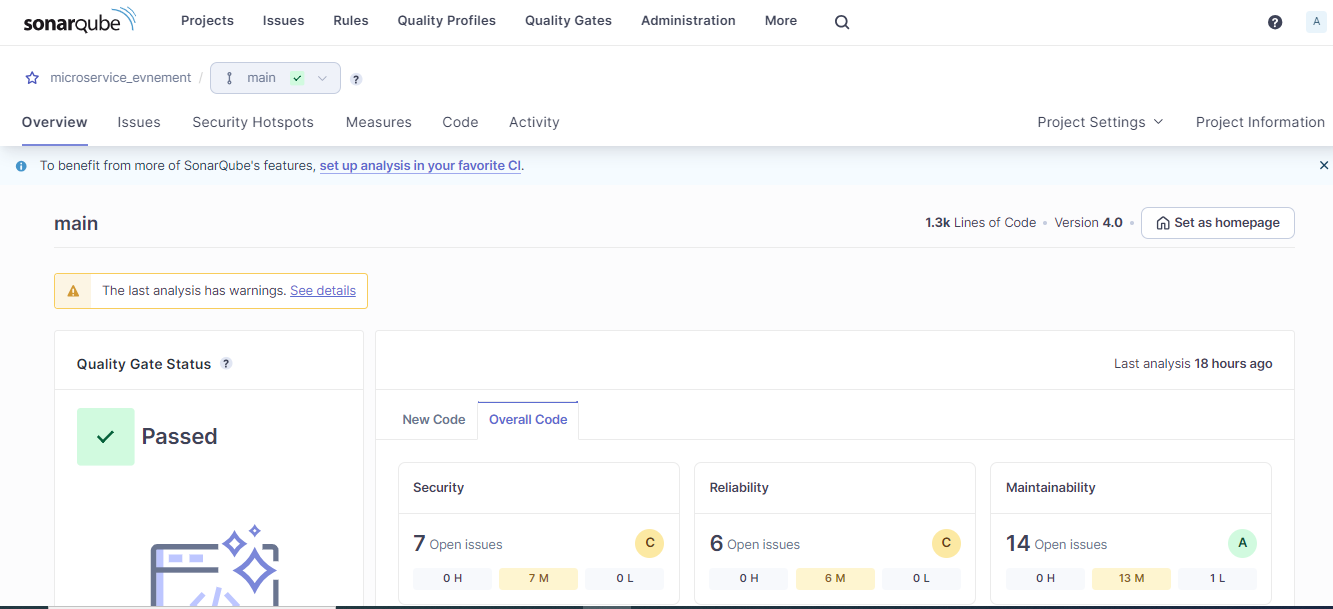 sonarqube Projects Issues Rules Quality Profiles Quality Gates Administration More ? A
microservice_evnement / main ?
Overview Issues Security Hotspots Measures Code Activity Project Settings Project Information
To benefit from more of SonarQube's features, set up analysis in your favorite CI.
main 1.3k Lines of Code • Version 4.0 • Set as homepage
The last analysis has warnings. See details
Quality Gate Status ?
Passed
Last analysis 18 hours ago
New Code Overall Code
Security
7 Open issues C
0 H 7 M 0 L
Reliability
6 Open issues C
0 H 6 M 0 L
Maintainability
14 Open issues A
0 H 13 M 1 L